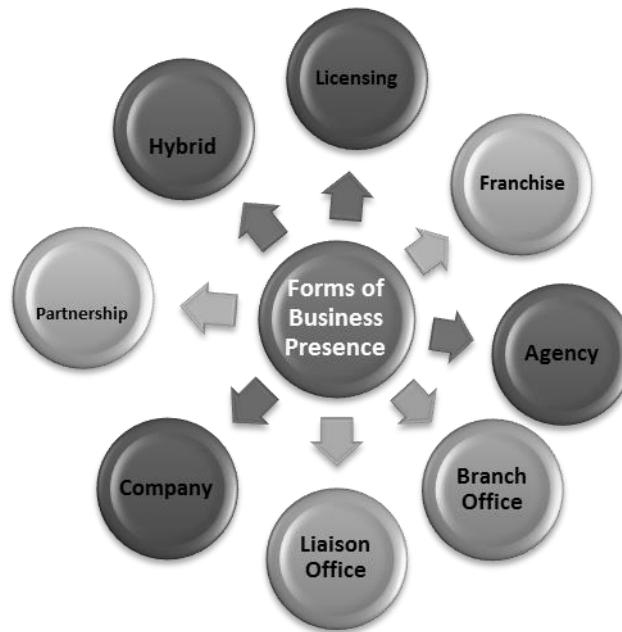 Forms of
Business
Presence
Licensing
Franchise
Agency
Branch
Office
Liaison
Office
Company
Partnership
Hybrid